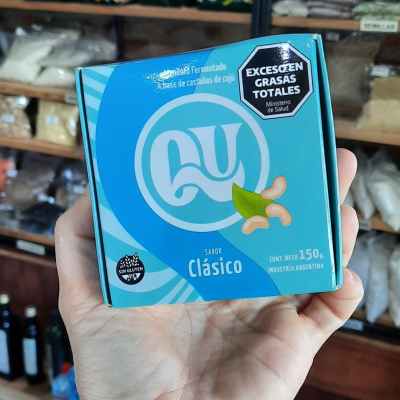 Fermentado
A base de castañas de cajú
EXCESO EN
GRASAS
TOTALES
Ministerio
de Salud
QU
SABOR
Clásico
CONT. NETO 150g.
INDUSTRIA ARGENTINA
SIN GLUTEN